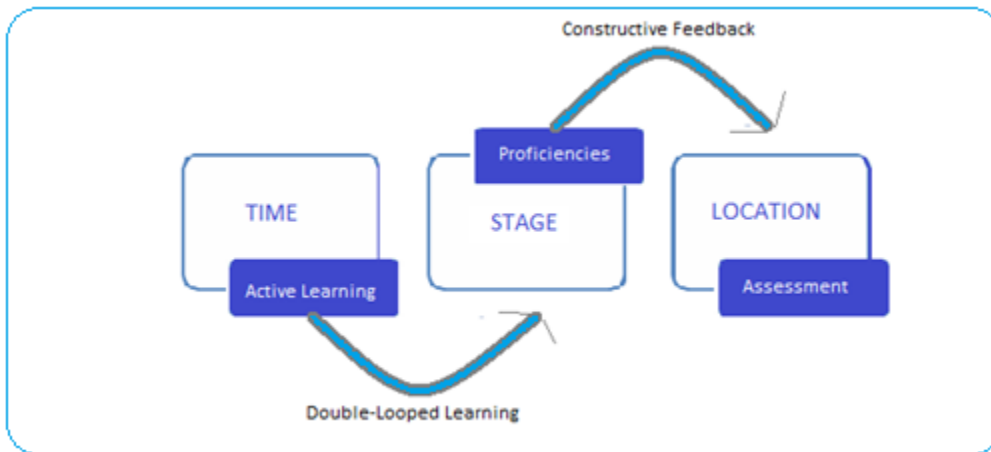 Constructive Feedback
Proficiencies
TIME
STAGE
LOCATION
Active Learning
Assessment
Double-Looped Learning